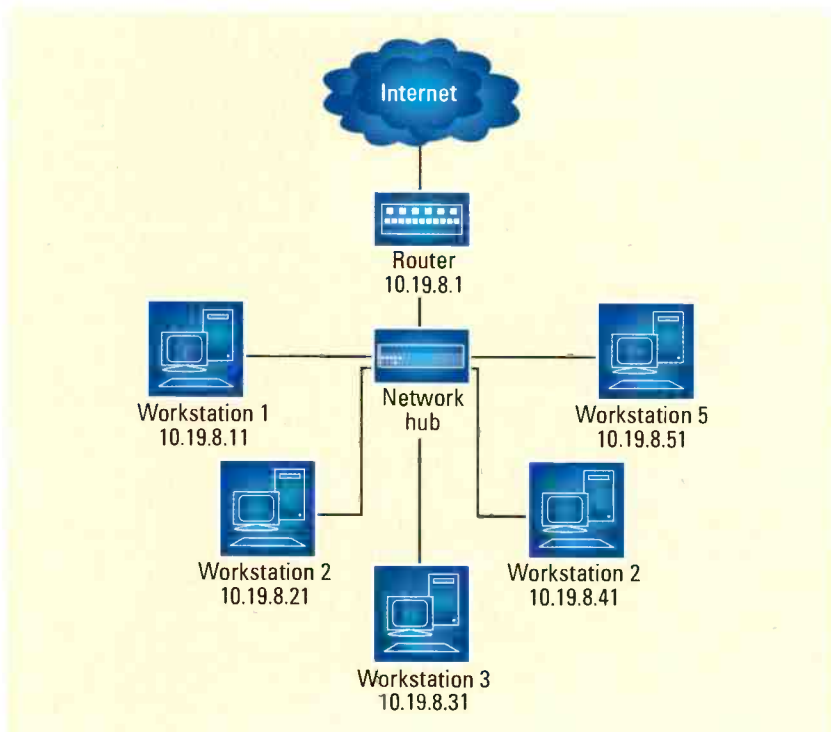 Internet
Router
10.19.8.1
Workstation 1
10.19.8.11
Network
hub
Workstation 5
10.19.8.51
Workstation 2
10.19.8.21
Workstation 2
10.19.8.41
Workstation 3
10.19.8.31